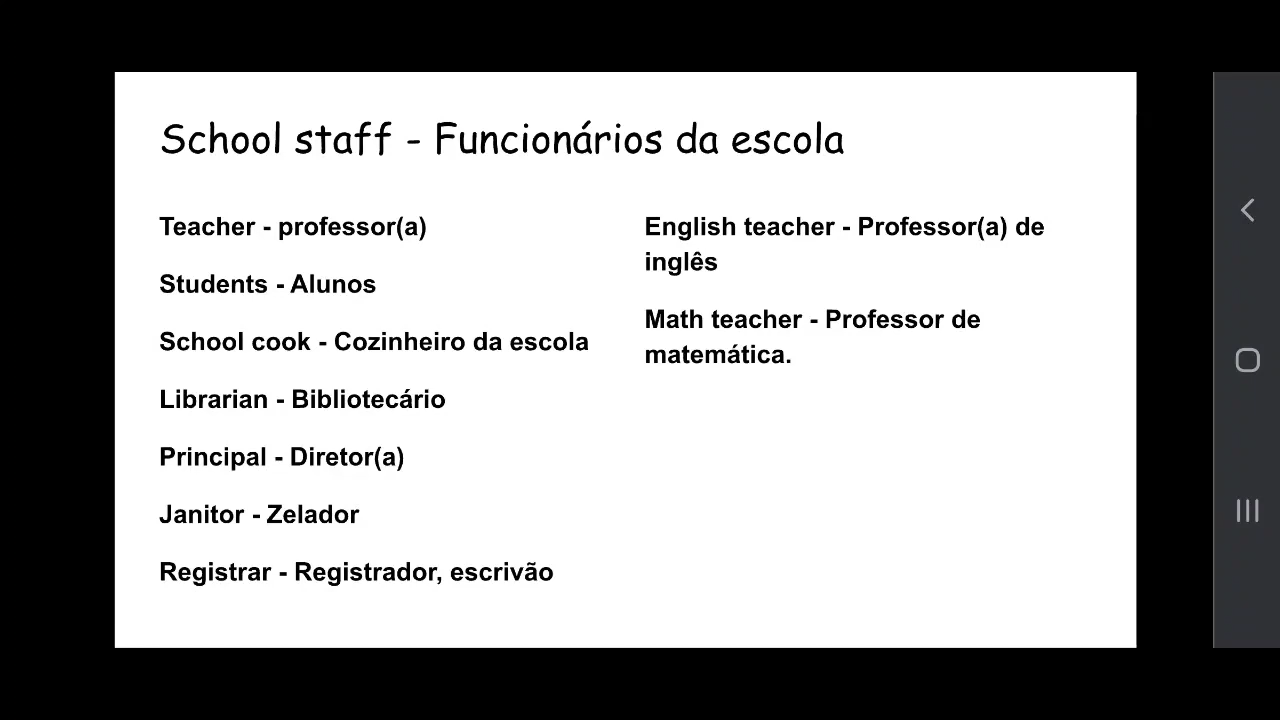 School staff - Funcionários da escola
Teacher - professor(a)
Students - Alunos
School cook - Cozinheiro da escola
Librarian - Bibliotecário
Principal - Diretor(a)
Janitor - Zelador
Registrar - Registrador, escrivão
English teacher - Professor(a) de
inglês
Math teacher - Professor de
matemática.